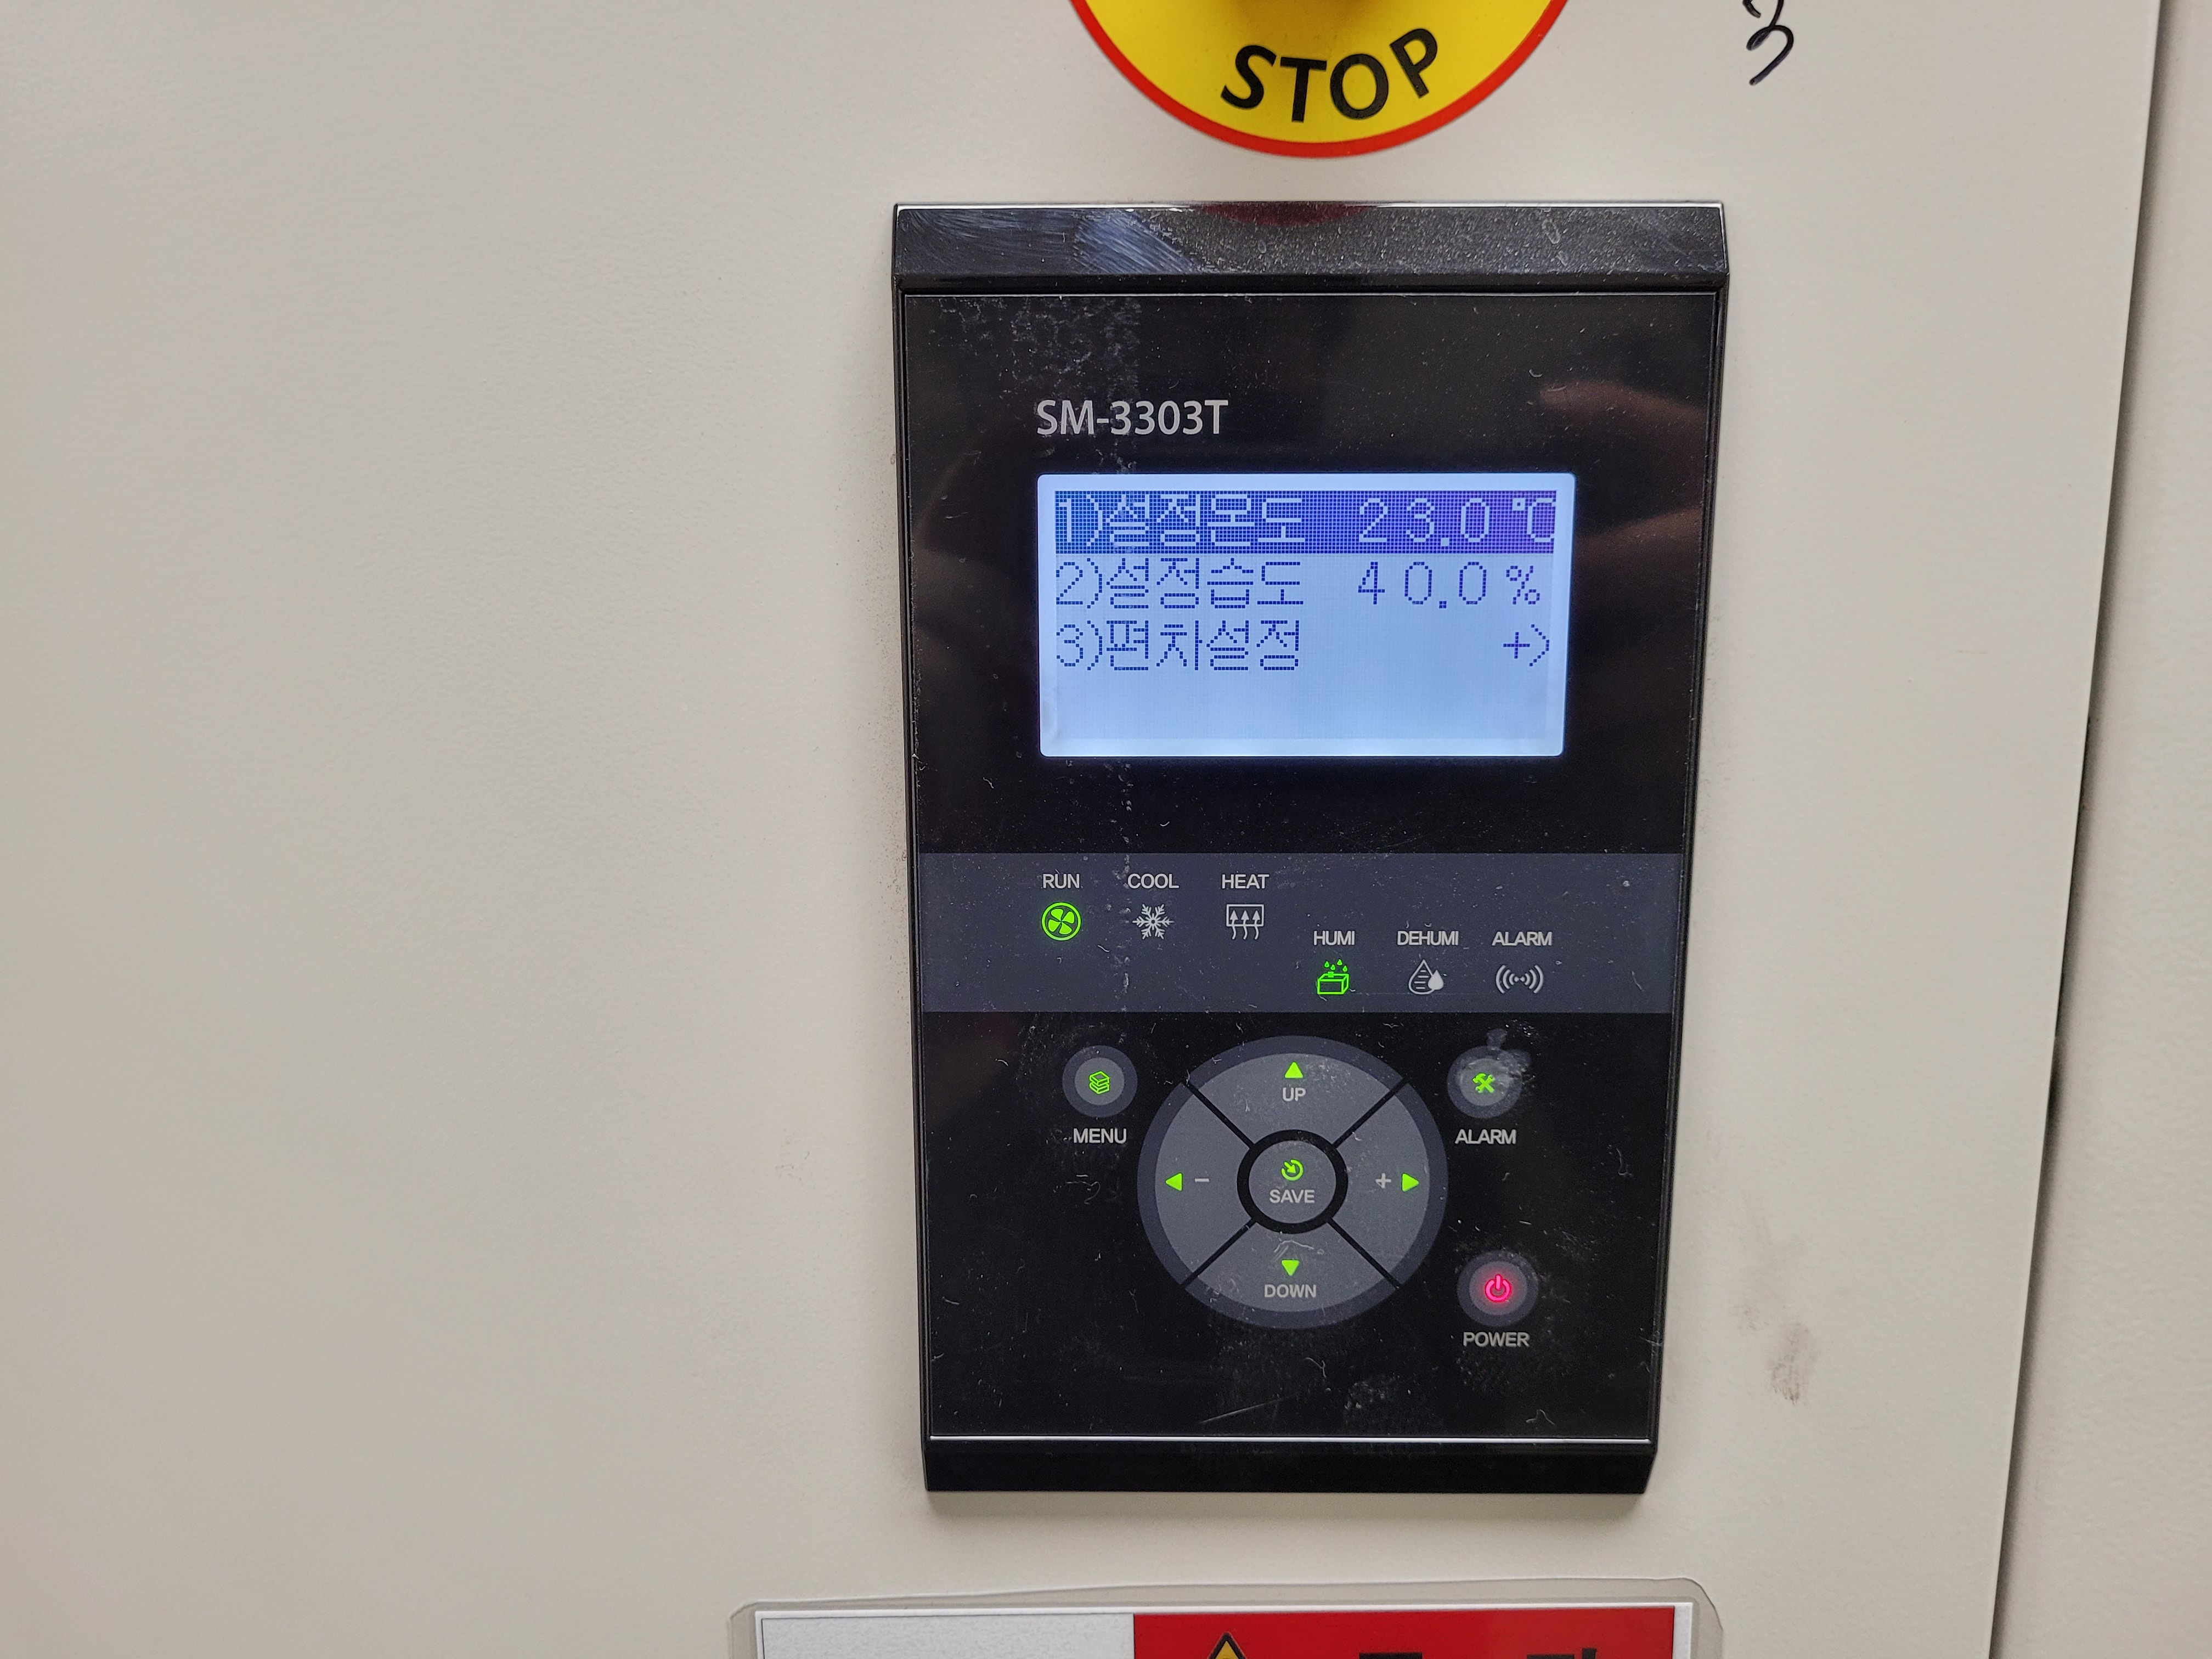 STOP
3
SM-3303T
1)설정온도 23.0℃
2)설정습도 40.0%
3)편차설정 +>
RUN COOL HEAT
HUMI DEHUMI ALARM
UP
MENU ALARM
- SAVE +
DOWN
POWER